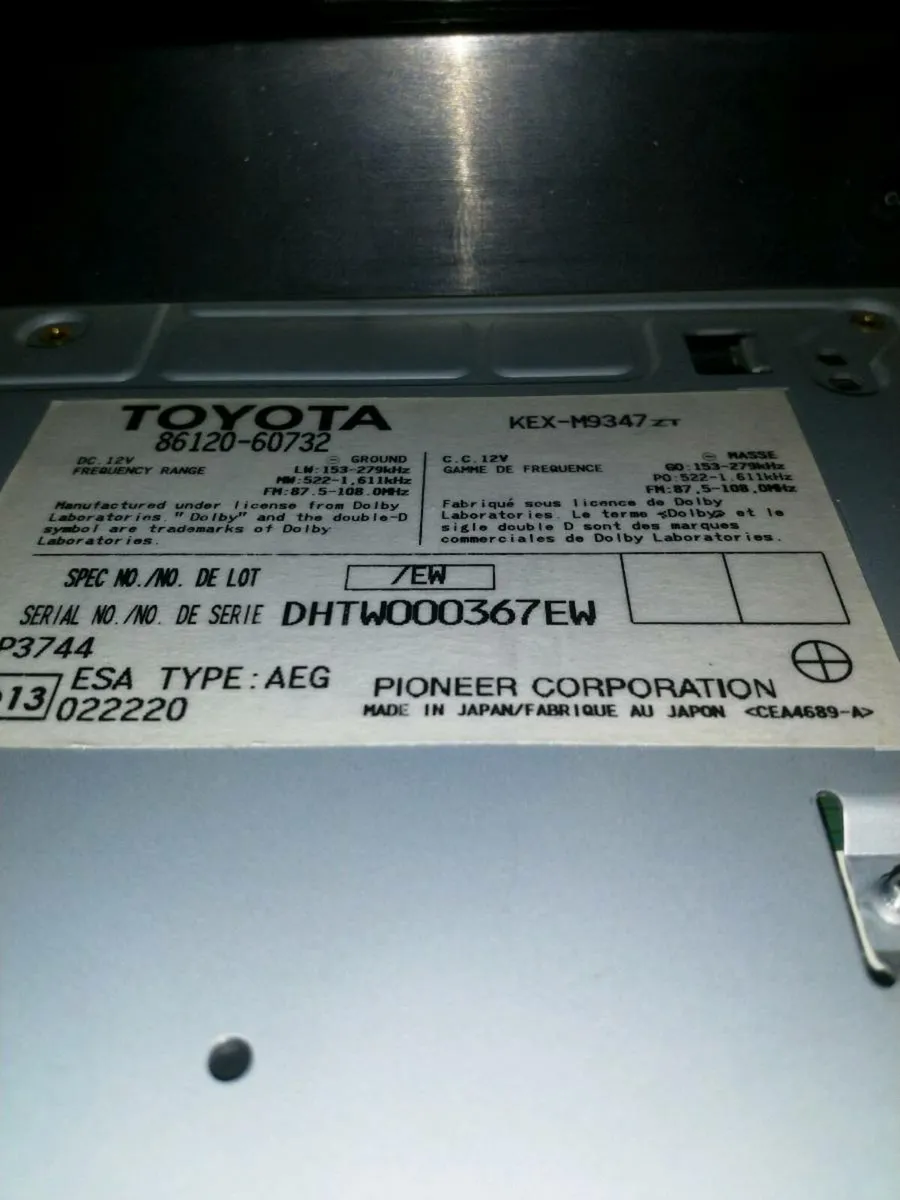 TOYOTA
86120-60732
KEX-M9347ZT
DC.12V ⊖ GROUND
FREQUENCY RANGE LW:153-279kHz
MW:522-1,611kHz
FM:87.5-108.0MHz
Manufactured under license from Dolby
Laboratories. "Dolby" and the double-D
symbol are trademarks of Dolby
Laboratories.
C.C.12V ⊖ MASSE
GAMME DE FREQUENCE GO:153-279kHz
PO:522-1,611kHz
FM:87.5-108.0MHz
Fabriqué sous licence de Dolby
Laboratories. Le terme «Dolby» et le
sigle double D sont des marques
commerciales de Dolby Laboratories.
SPEC NO./NO. DE LOT /EW
SERIAL NO./NO. DE SERIE DHTW000367EW
P3744
13 ESA TYPE:AEG
022220
PIONEER CORPORATION
MADE IN JAPAN/FABRIQUE AU JAPON <CEA4689-A>